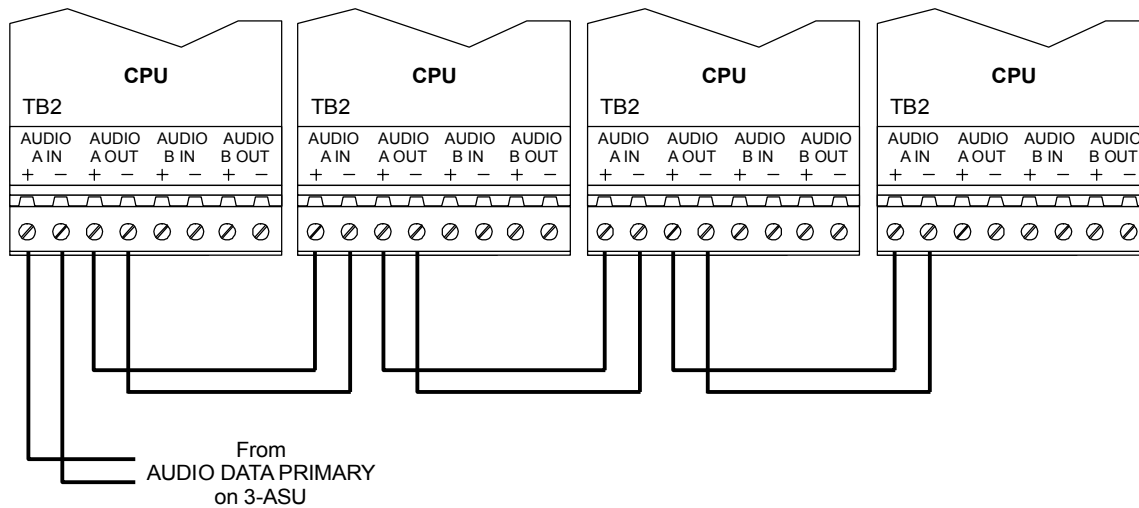 CPU
TB2
AUDIO A IN AUDIO A OUT AUDIO B IN AUDIO B OUT
+ − + − + − + −
CPU
TB2
AUDIO A IN AUDIO A OUT AUDIO B IN AUDIO B OUT
+ − + − + − + −
CPU
TB2
AUDIO A IN AUDIO A OUT AUDIO B IN AUDIO B OUT
+ − + − + − + −
CPU
TB2
AUDIO A IN AUDIO A OUT AUDIO B IN AUDIO B OUT
+ − + − + − + −
From
AUDIO DATA PRIMARY
on 3-ASU